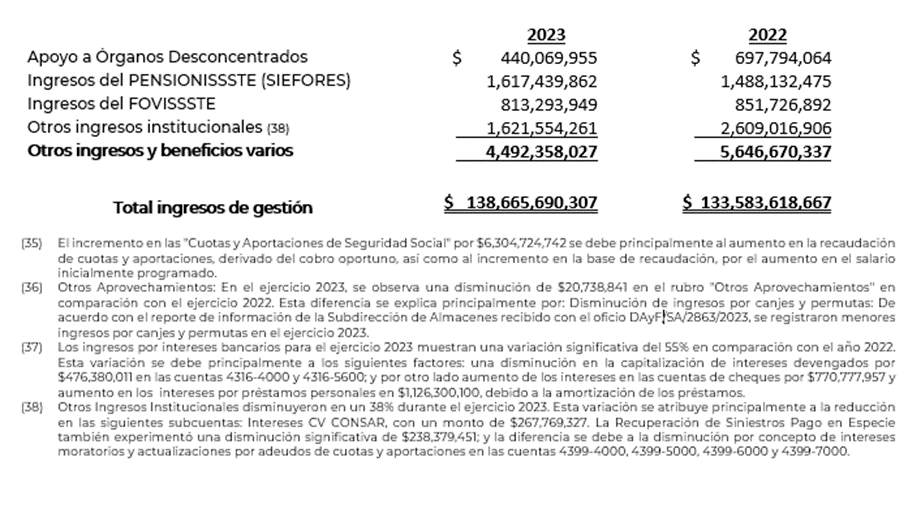 2023 2022
Apoyo a Órganos Desconcentrados $ 440,069,955 $ 697,794,064
Ingresos del PENSIONISSSTE (SIEFORES) 1,617,439,862 1,488,132,475
Ingresos del FOVISSSTE 813,293,949 851,726,892
Otros ingresos institucionales (38) 1,621,554,261 2,609,016,906
Otros ingresos y beneficios varios 4,492,358,027 5,646,670,337
Total ingresos de gestión $ 138,665,690,307 $ 133,583,618,667
(35) El incremento en las "Cuotas y Aportaciones de Seguridad Social" por $6,304,724,742 se debe principalmente al aumento en la recaudación
de cuotas y aportaciones, derivado del cobro oportuno, así como al incremento en la base de recaudación, por el aumento en el salario
inicialmente programado.
(36) Otros Aprovechamientos: En el ejercicio 2023, se observa una disminución de $20,738,841 en el rubro "Otros Aprovechamientos" en
comparación con el ejercicio 2022. Esta diferencia se explica principalmente por: Disminución de ingresos por canjes y permutas: De
acuerdo con el reporte de información de la Subdirección de Almacenes recibido con el oficio DAyF/SA/2863/2023, se registraron menores
ingresos por canjes y permutas en el ejercicio 2023.
(37) Los ingresos por intereses bancarios para el ejercicio 2023 muestran una variación significativa del 55% en comparación con el año 2022.
Esta variación se debe principalmente a los siguientes factores: una disminución en la capitalización de intereses devengados por
$476,380,011 en las cuentas 4316-4000 y 4316-5600; y por otro lado aumento de los intereses en las cuentas de cheques por $770,777,957 y
aumento en los intereses por préstamos personales en $1,126,300,100, debido a la amortización de los préstamos.
(38) Otros Ingresos Institucionales disminuyeron en un 38% durante el ejercicio 2023. Esta variación se atribuye principalmente a la reducción
en las siguientes subcuentas: Intereses CV CONSAR, con un monto de $267,769,327. La Recuperación de Siniestros Pago en Especie
también experimentó una disminución significativa de $238,379,451; y la diferencia se debe a la disminución por concepto de intereses
moratorios y actualizaciones por adeudos de cuotas y aportaciones en las cuentas 4399-4000, 4399-5000, 4399-6000 y 4399-7000.